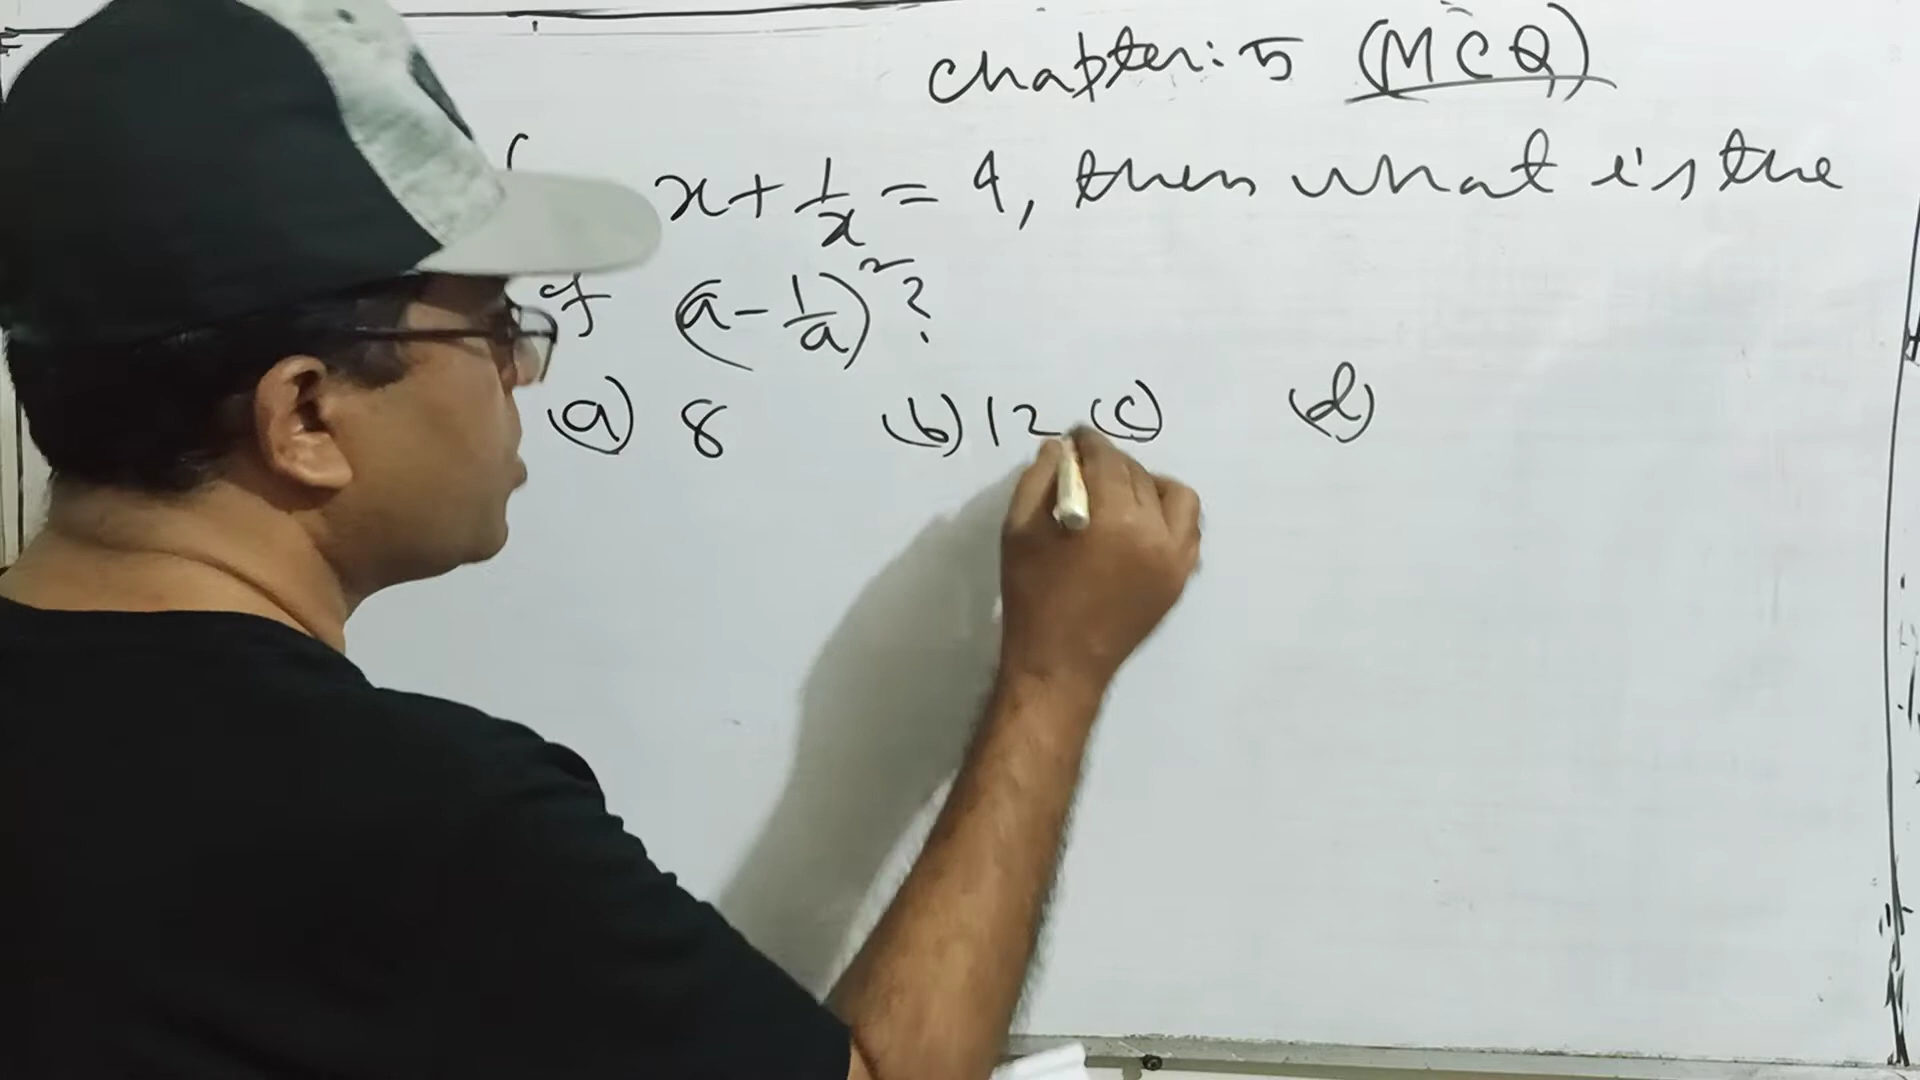 Chapter: 5 (MCQ)
x + 1/x = 4, then what is the
of (a - 1/a)²?
(a) 8 (b) 12 (c) (d)